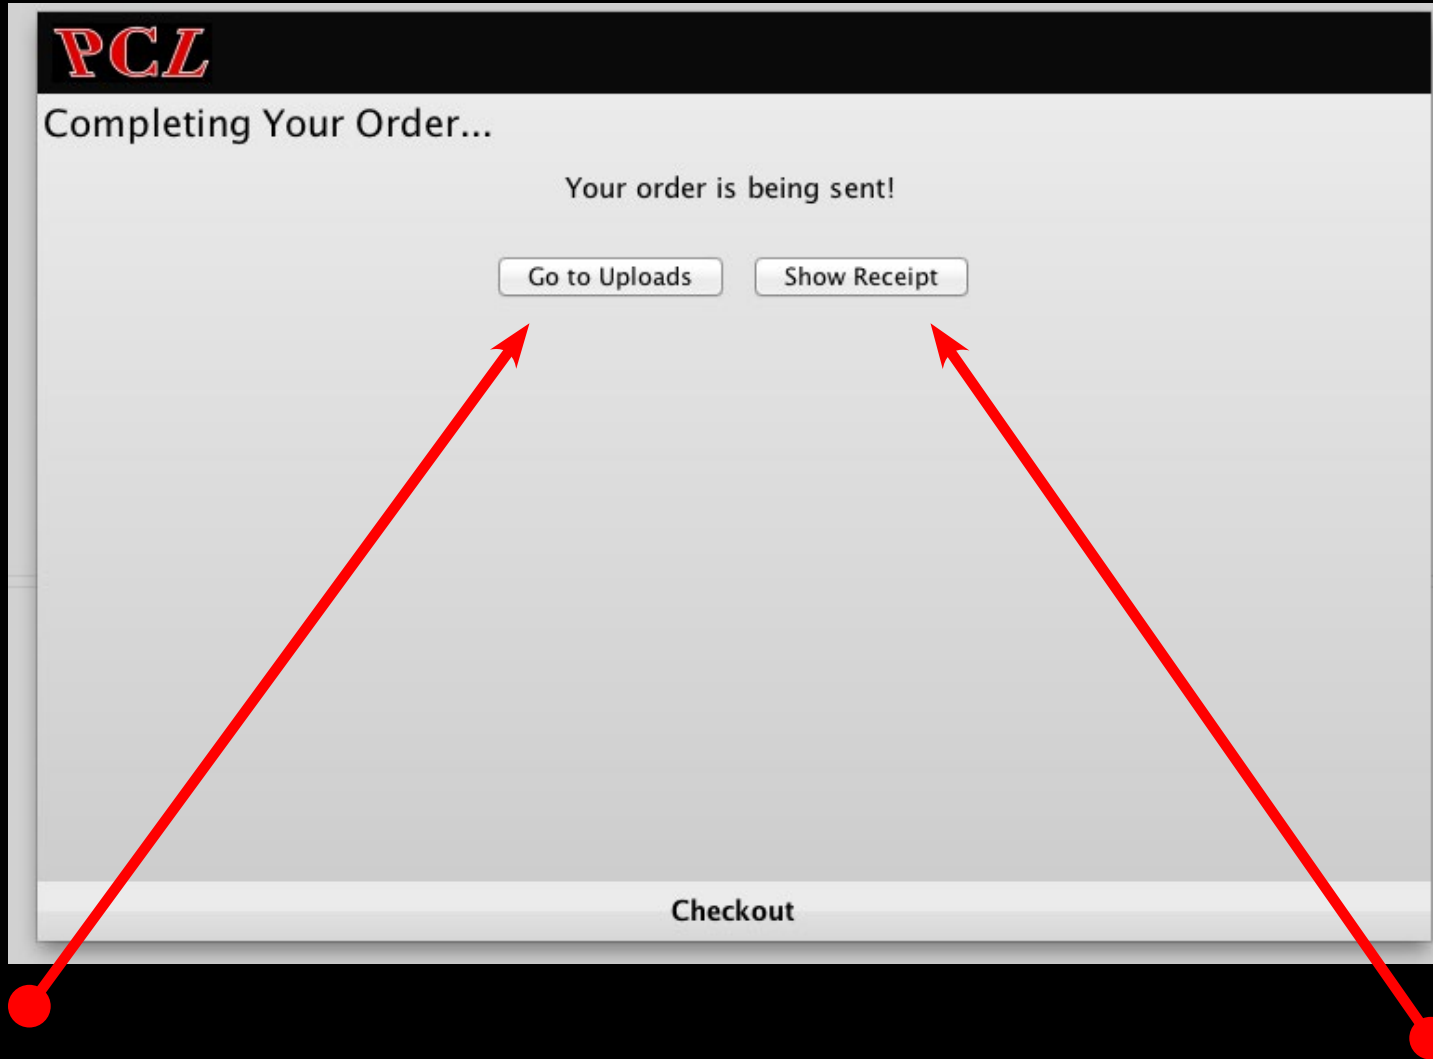 PCL
Completing Your Order...
Your order is being sent!
Go to Uploads Show Receipt
Checkout